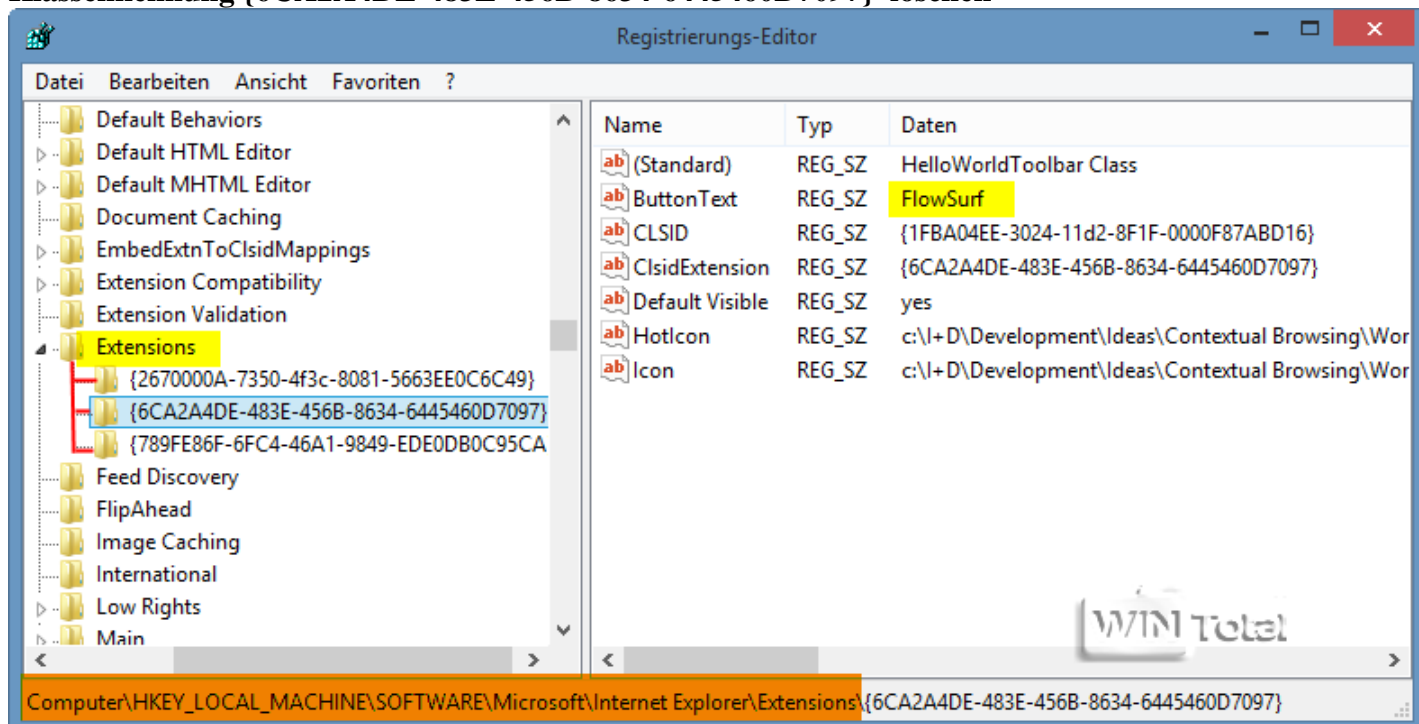 Registrierungs-Editor
Datei Bearbeiten Ansicht Favoriten ?
Default Behaviors
Default HTML Editor
Default MHTML Editor
Document Caching
EmbedExtnToClsidMappings
Extension Compatibility
Extension Validation
Extensions
{2670000A-7350-4f3c-8081-5663EE0C6C49}
{6CA2A4DE-483E-456B-8634-6445460D7097}
{789FE86F-6FC4-46A1-9849-EDE0DB0C95CA
Feed Discovery
FlipAhead
Image Caching
International
Low Rights
Main
Name Typ Daten
(Standard) REG_SZ HelloWorldToolbar Class
ButtonText REG_SZ FlowSurf
CLSID REG_SZ {1FBA04EE-3024-11d2-8F1F-0000F87ABD16}
ClsidExtension REG_SZ {6CA2A4DE-483E-456B-8634-6445460D7097}
Default Visible REG_SZ yes
HotIcon REG_SZ c:\I+D\Development\Ideas\Contextual Browsing\Wor
Icon REG_SZ c:\I+D\Development\Ideas\Contextual Browsing\Wor
WIN Total
Computer\HKEY_LOCAL_MACHINE\SOFTWARE\Microsoft\Internet Explorer\Extensions\{6CA2A4DE-483E-456B-8634-6445460D7097}